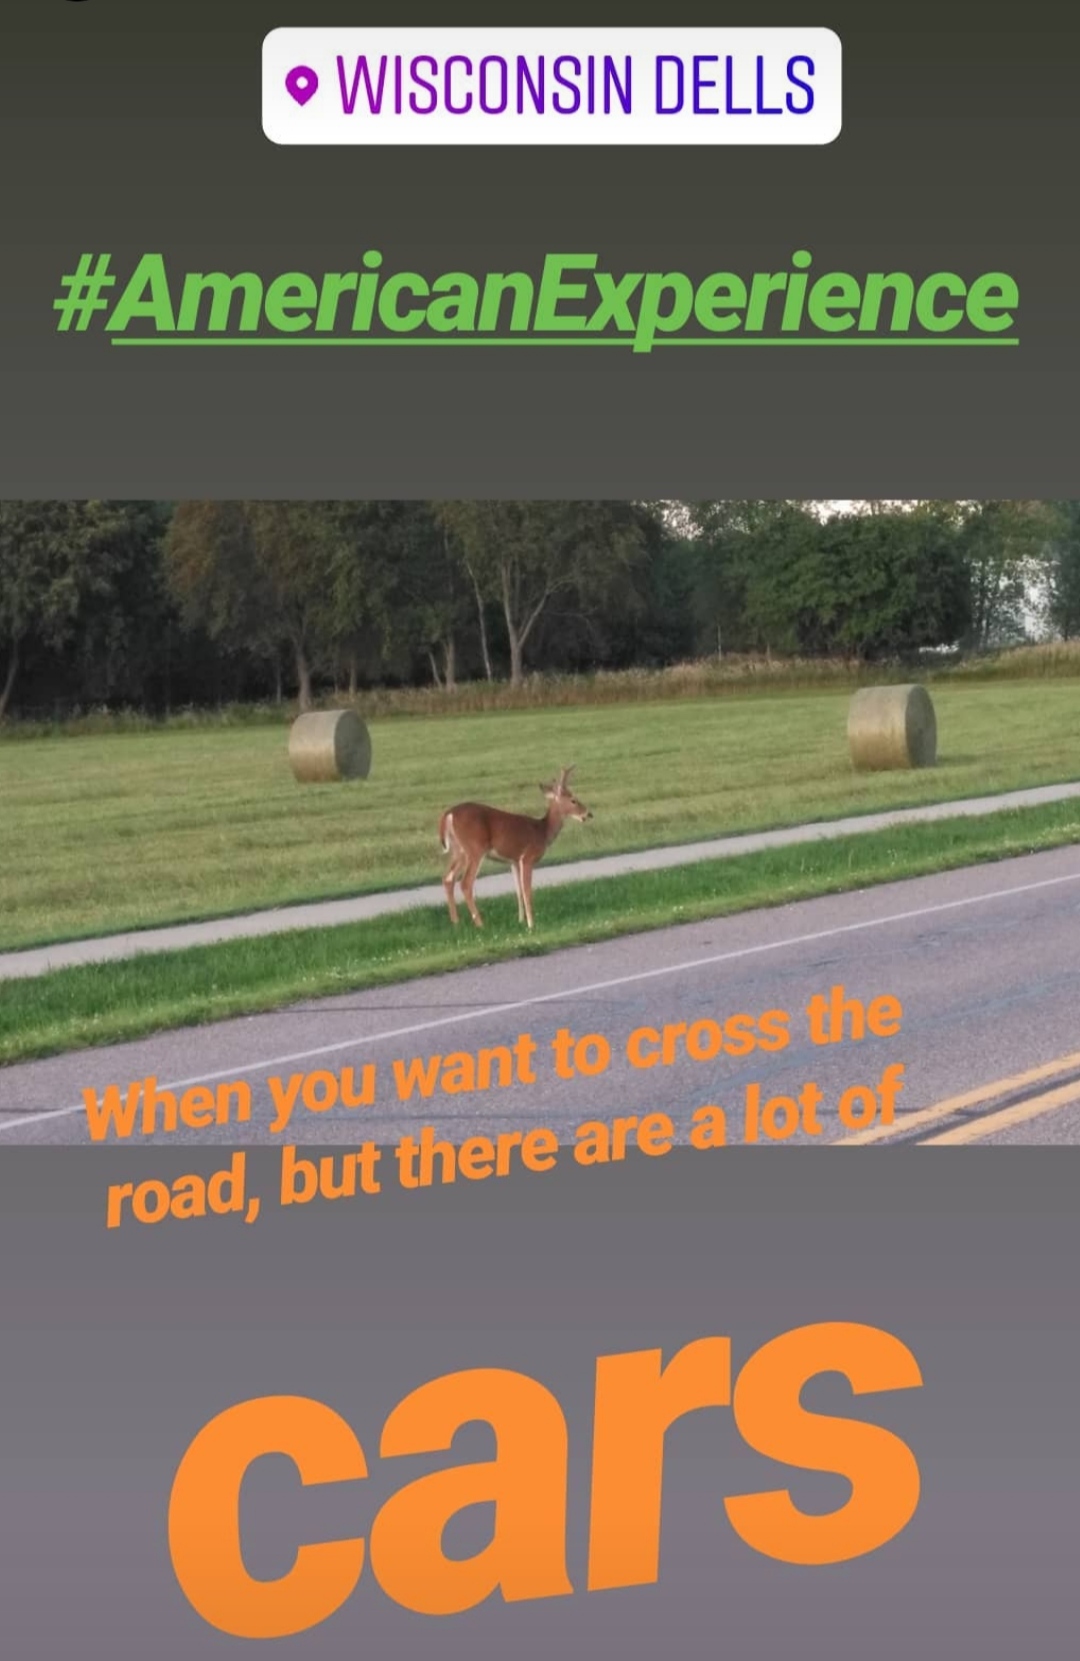 WISCONSIN DELLS
#AmericanExperience
When you want to cross the
road, but there are a lot of
cars